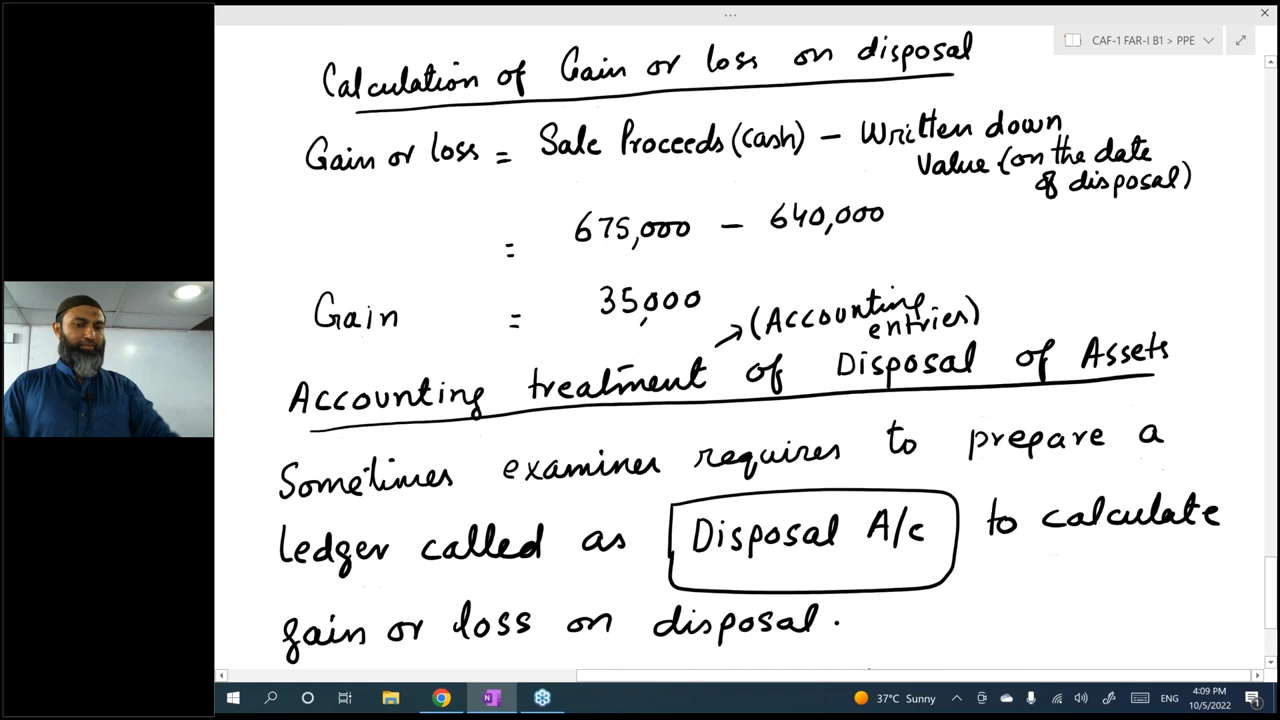 CAF-1 FAR-I B1 > PPE
Calculation of Gain or loss on disposal
Gain or loss = Sale Proceeds (cash) – Written down
Value (on the date
of disposal)
= 675,000 – 640,000
Gain = 35,000
→ (Accounting
entries)
Accounting treatment of Disposal of Assets
Sometimes examiner requires to prepare a
ledger called as Disposal A/c to calculate
gain or loss on disposal.
37°C Sunny
ENG
4:09 PM
10/5/2022
1